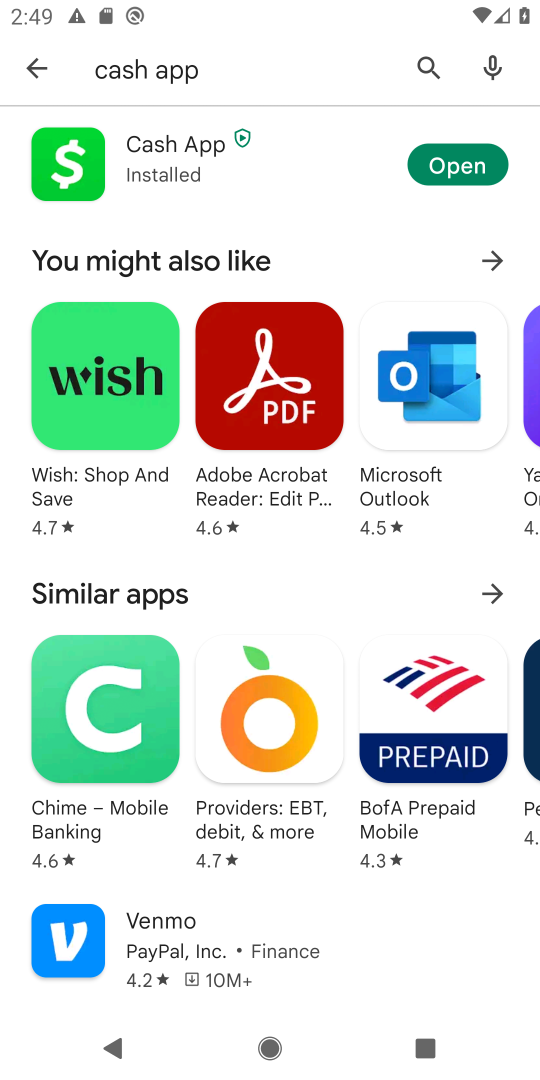 2:49
cash app
$
Cash App
Installed
Open
You might also like
wish
PDF
O
Wish: Shop And
Save
4.7★
Adobe Acrobat
Reader: Edit P...
4.6★
Microsoft
Outlook
4.5★
4.
Similar apps
C
PREPAID
Chime – Mobile
Banking
4.6★
Providers: EBT,
debit, & more
4.7★
BofA Prepaid
Mobile
4.3★
4.
V
Venmo
PayPal, Inc. • Finance
4.2★ 10M+